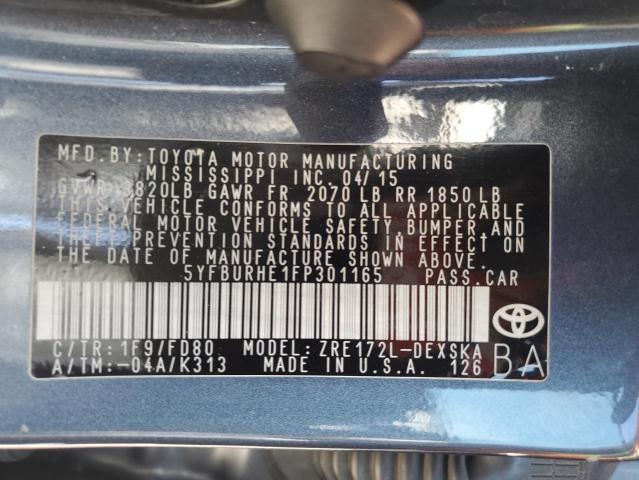 MFD. BY: TOYOTA MOTOR MANUFACTURING
MISSISSIPPI INC. 04/15
GVWR 3820LB GAWR FR 2070 LB RR 1850 LB
THIS VEHICLE CONFORMS TO ALL APPLICABLE
FEDERAL MOTOR VEHICLE SAFETY, BUMPER, AND
THEFT PREVENTION STANDARDS IN EFFECT ON
THE DATE OF MANUFACTURE SHOWN ABOVE.
5YFBURHE1FP301165 PASS. CAR
C/TR: 1F9/FD80 MODEL: ZRE172L-DEXSKA
A/TM: -04A/K313 MADE IN U.S.A. 126 BA